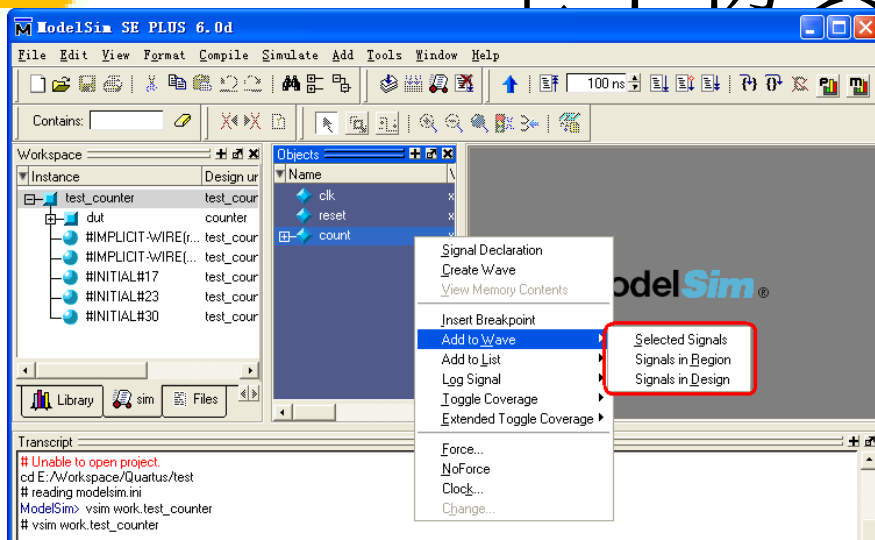 ModelSim SE PLUS 6.0d
File Edit View Format Compile Simulate Add Tools Window Help
100 ns
Contains:
Workspace
Objects
Instance Design ur
Name
test_counter test_cour
clk x
dut counter
reset x
#IMPLICIT-WIRE(r... test_cour
count x
#IMPLICIT-WIRE(... test_cour
#INITIAL#17 test_cour
#INITIAL#23 test_cour
#INITIAL#30 test_cour
Signal Declaration
Create Wave
View Memory Contents
Insert Breakpoint
Add to Wave
Add to List
Log Signal
Toggle Coverage
Extended Toggle Coverage
Force...
NoForce
Clock...
Change...
Selected Signals
Signals in Region
Signals in Design
odelSim ®
Library sim Files
Transcript
# Unable to open project.
cd E:/Workspace/Quartus/test
# reading modelsim.ini
ModelSim> vsim work.test_counter
# vsim work.test_counter